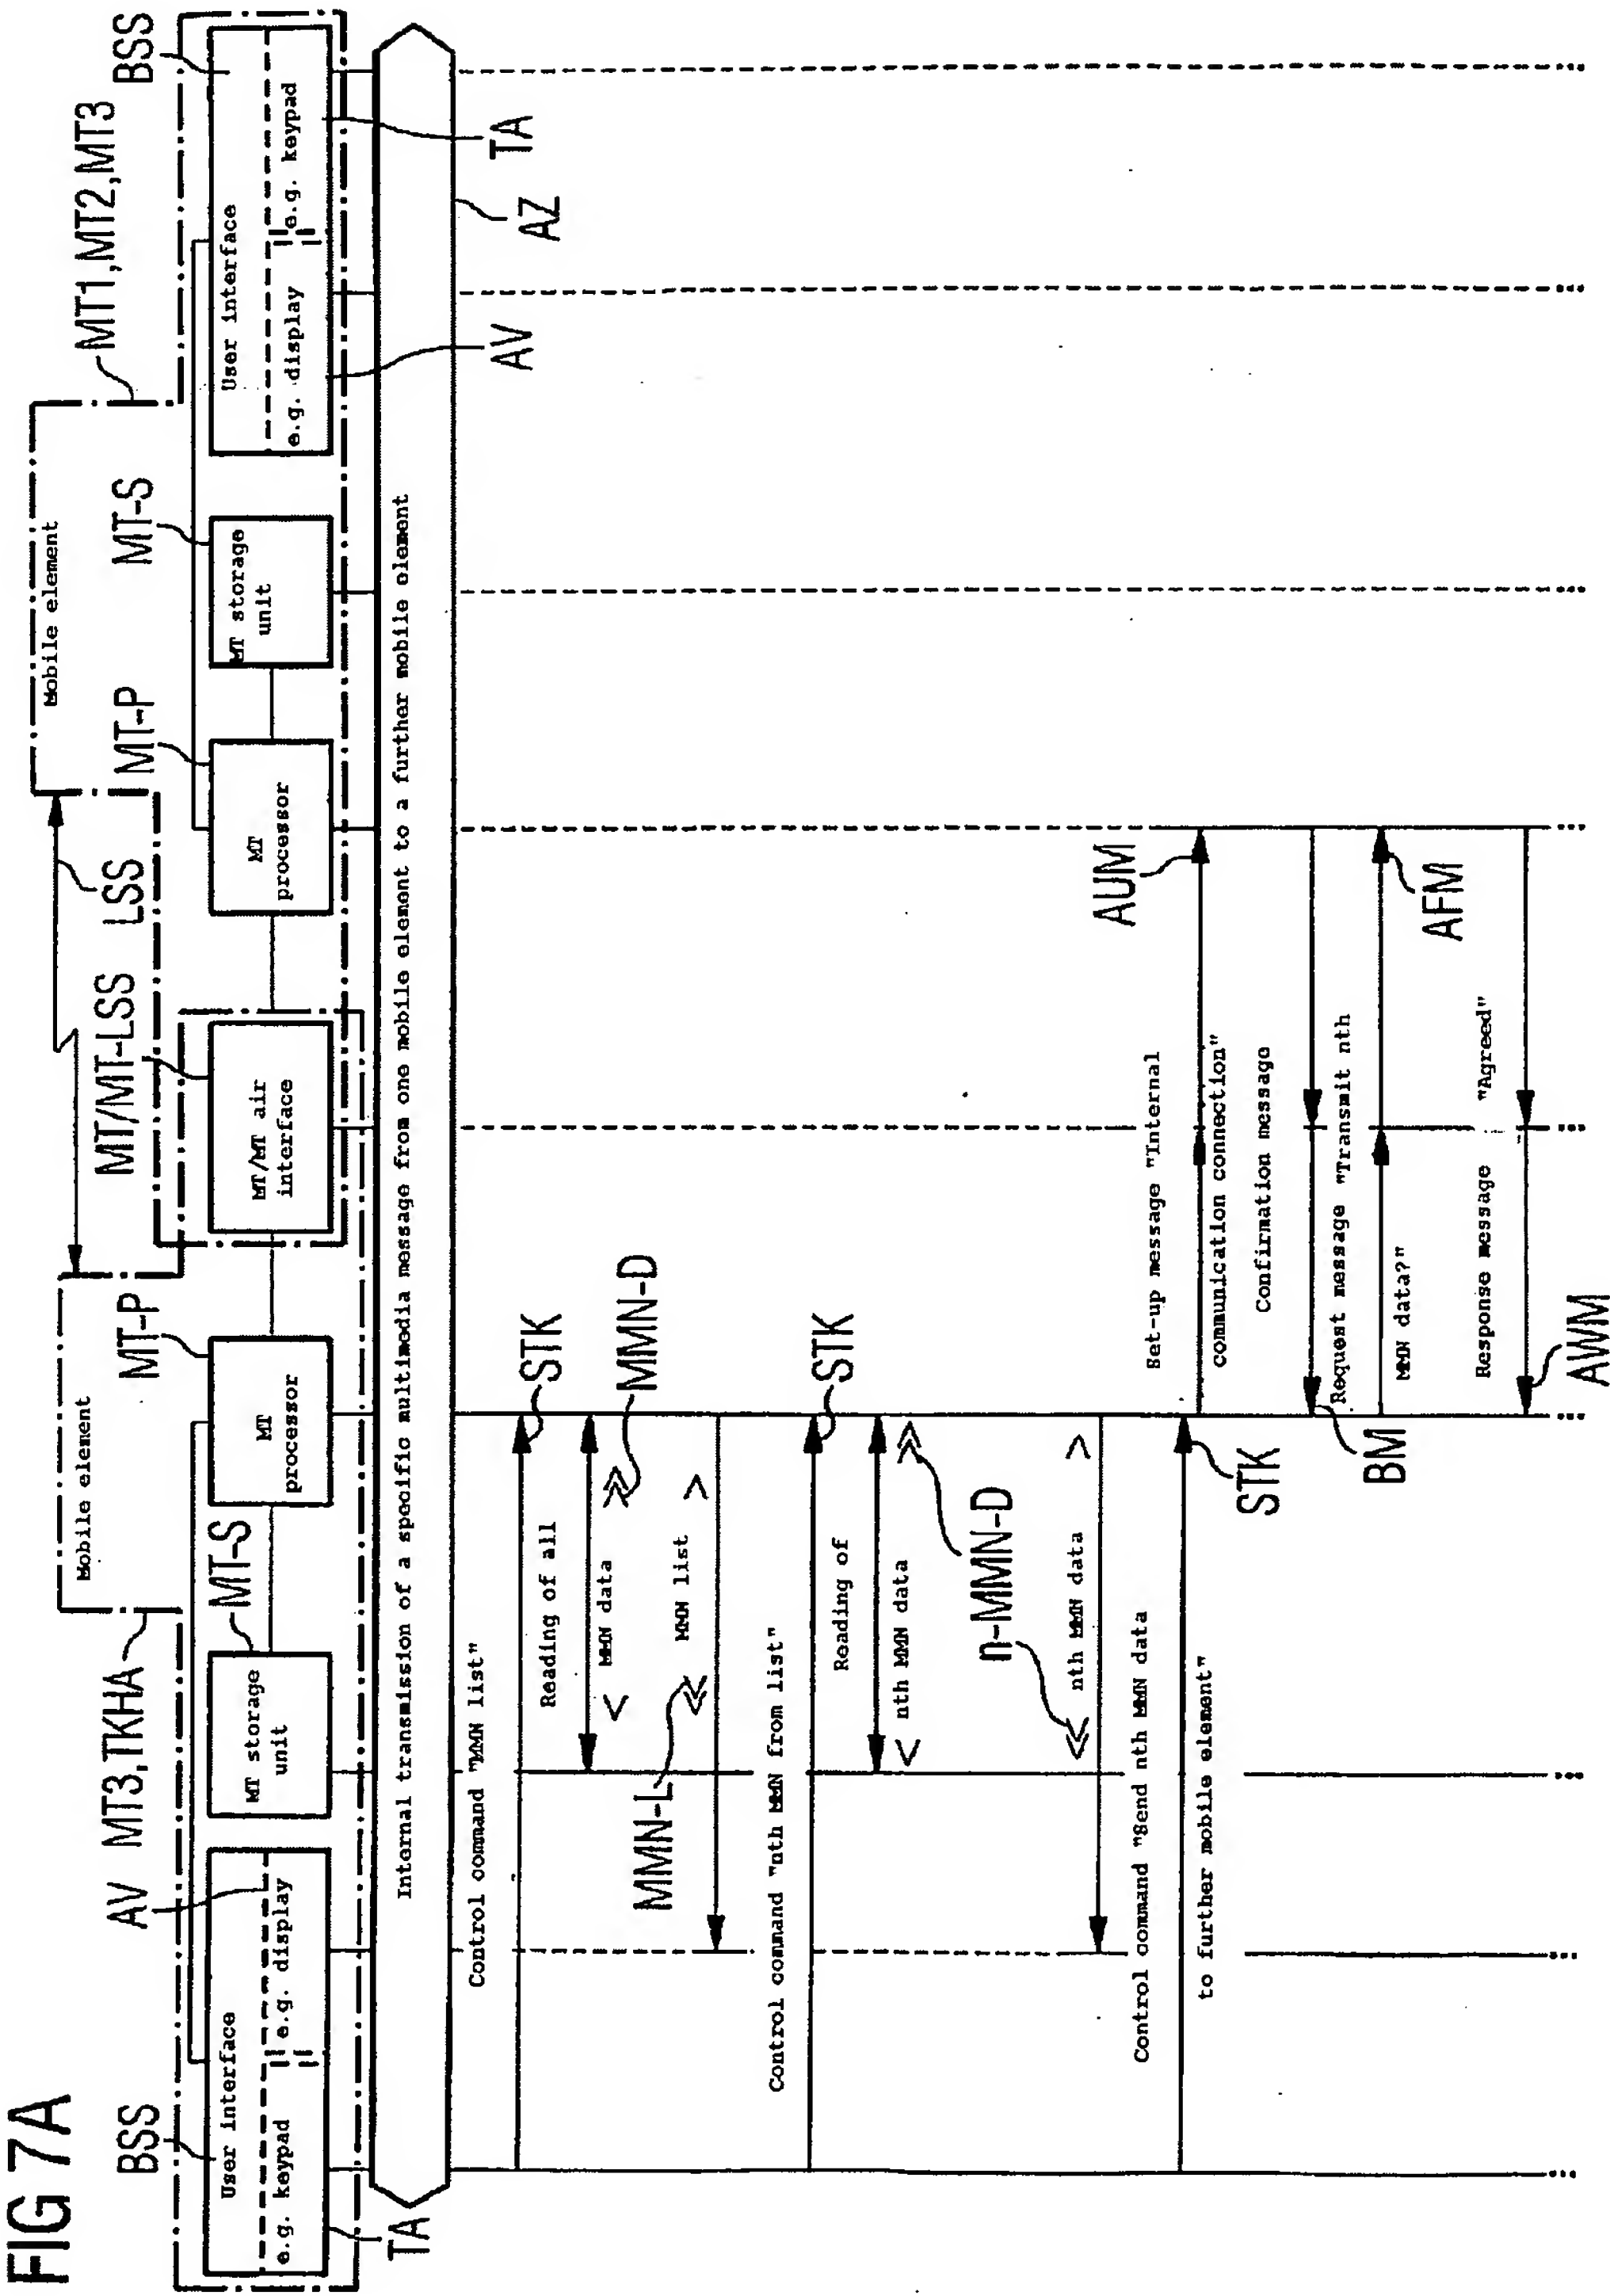 FIG 7A
BSS
AV
MT3,TKHA
MT-S
MT-P
MT/MT-LSS
LSS
MT-P
MT-S
MT1,MT2,MT3
BSS
Mobile element
Mobile element
User interface
e.g. keypad
e.g. display
MT storage
unit
MT
processor
MT/MT air
interface
MT
processor
MT storage
unit
User interface
e.g. display
e.g. keypad
TA
AV
TA
AZ
Internal transmission of a specific multimedia message from one mobile element to a further mobile element
Control command "MMN list"
STK
Reading of all
< MMN data >>
MMN-D
<< MMN list >
MMN-L
Control command "nth MMN from list"
STK
Reading of
< nth MMN data >>
n-MMN-D
<< nth MMN data >
Control command "Send nth MMN data
to further mobile element"
STK
Set-up message "Internal
communication connection"
AUM
Confirmation message
BM
Request message "Transmit nth
MMN data?"
AFM
Response message "Agreed"
AWM